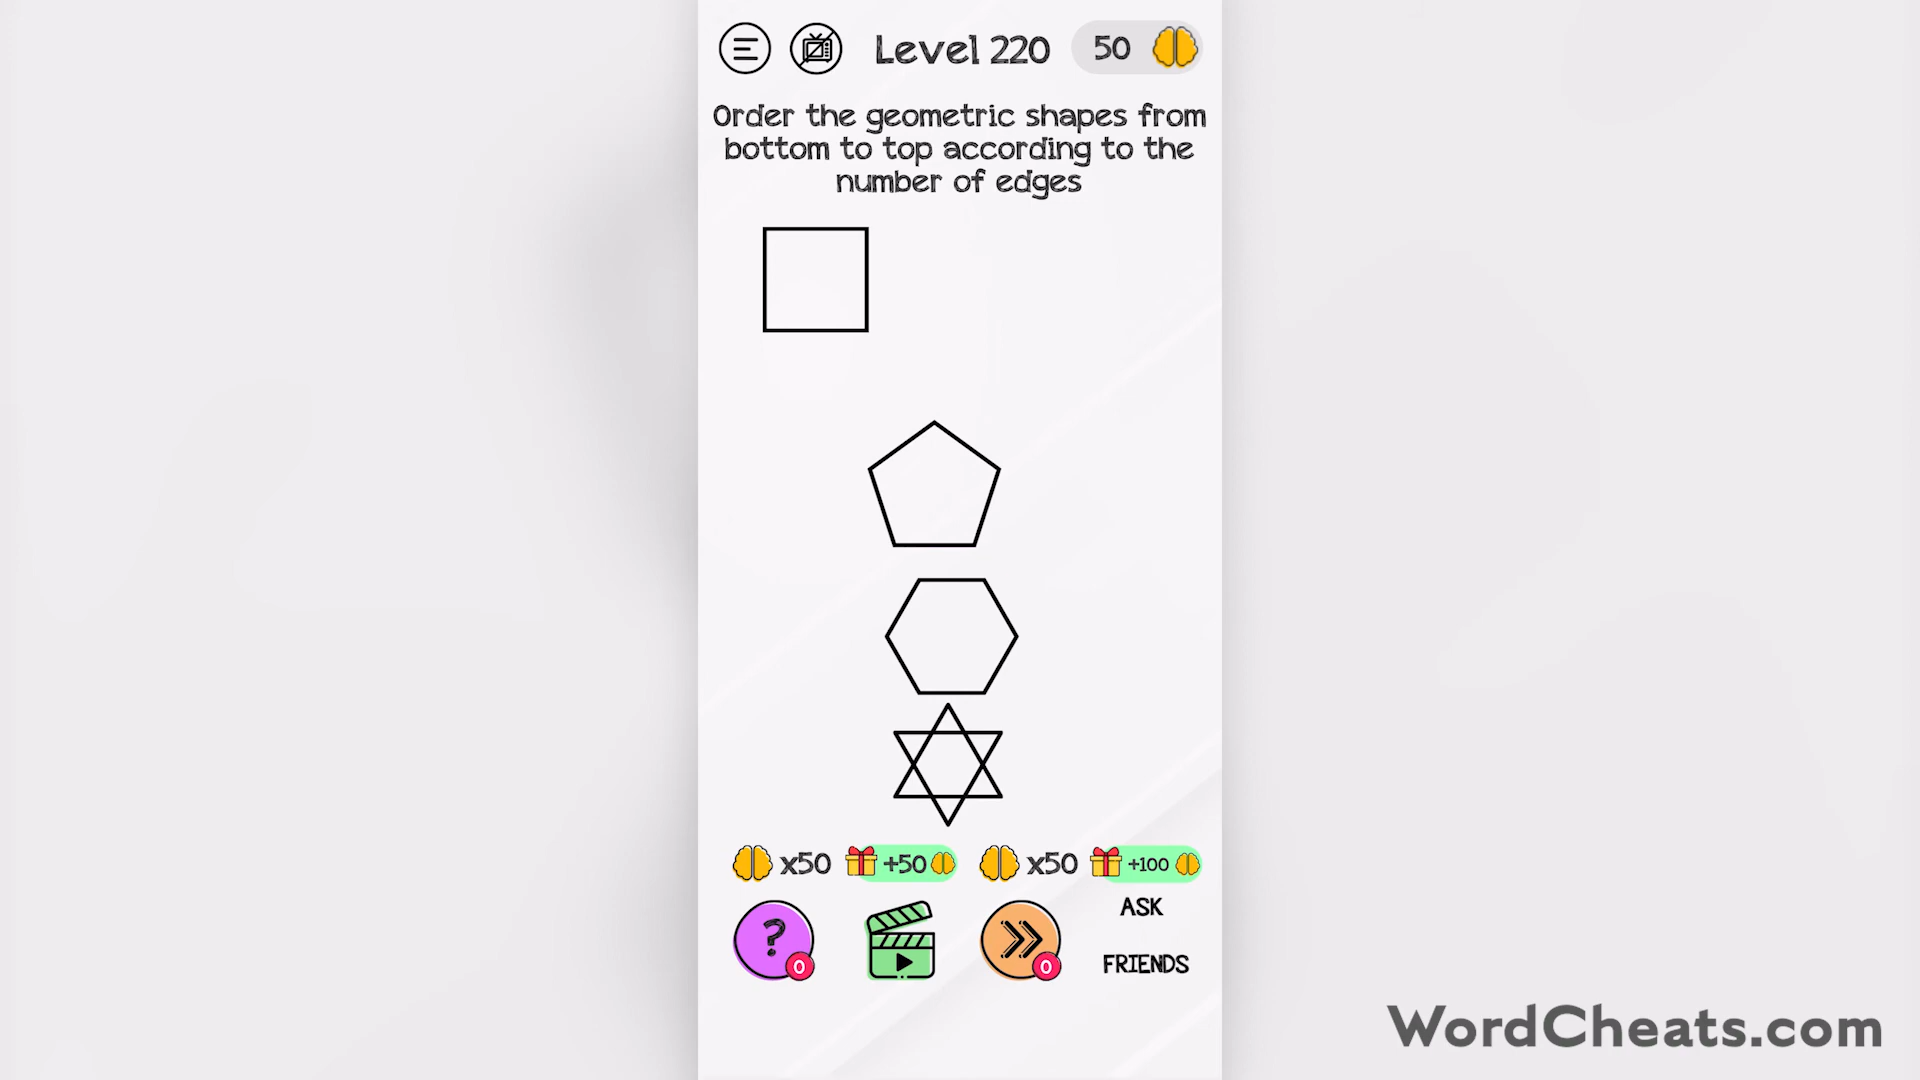 Level 220
50
Order the geometric shapes from
bottom to top according to the
number of edges
x50 +50 x50 +100
ASK
FRIENDS
? 0 0
WordCheats.com